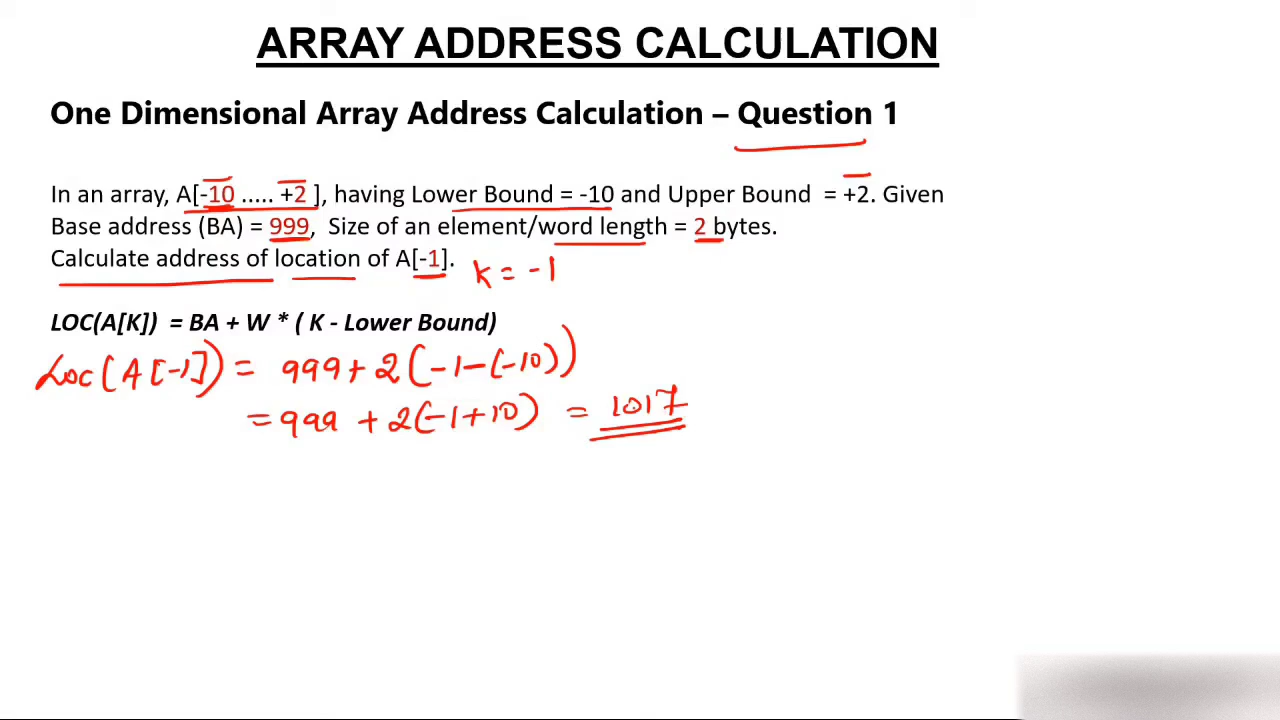 ARRAY ADDRESS CALCULATION
One Dimensional Array Address Calculation – Question 1
In an array, A[-10 ..... +2 ], having Lower Bound = -10 and Upper Bound = +2. Given
Base address (BA) = 999, Size of an element/word length = 2 bytes.
Calculate address of location of A[-1].
K = -1
LOC(A[K]) = BA + W * ( K - Lower Bound)
Loc(A[-1]) = 999+2(-1-(-10))
= 999 + 2(-1+10) = 1017